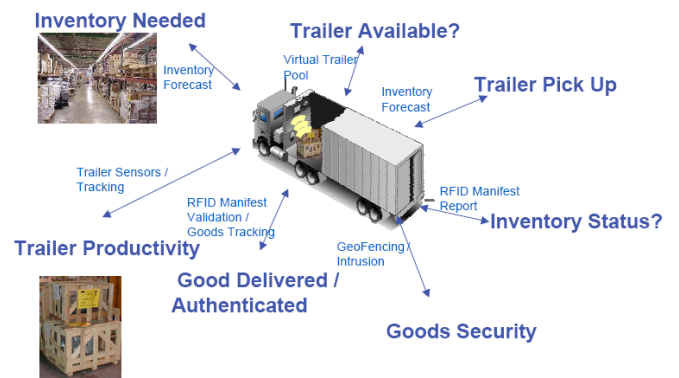 Inventory Needed
Trailer Available?
Virtual Trailer
Pool
Inventory
Forecast
Inventory
Forecast
Trailer Pick Up
Trailer Sensors /
Tracking
RFID Manifest
Validation /
Goods Tracking
RFID Manifest
Report
Inventory Status?
Trailer Productivity
GeoFencing /
Intrusion
Good Delivered /
Authenticated
Goods Security